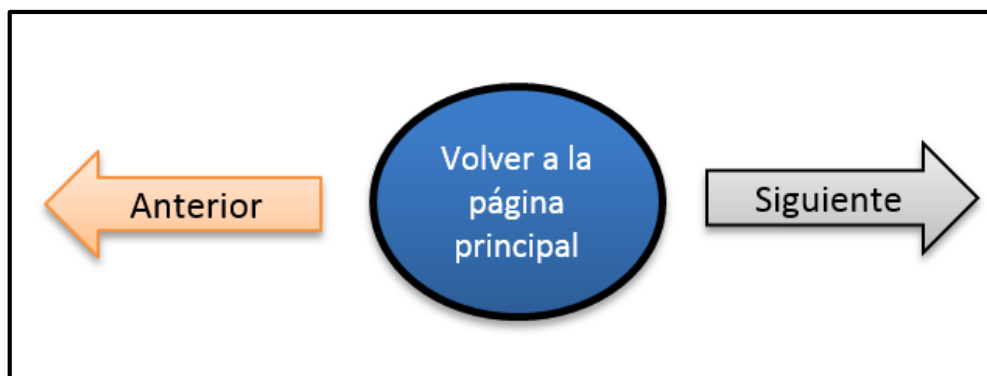 Anterior
Volver a la
página
principal
Siguiente